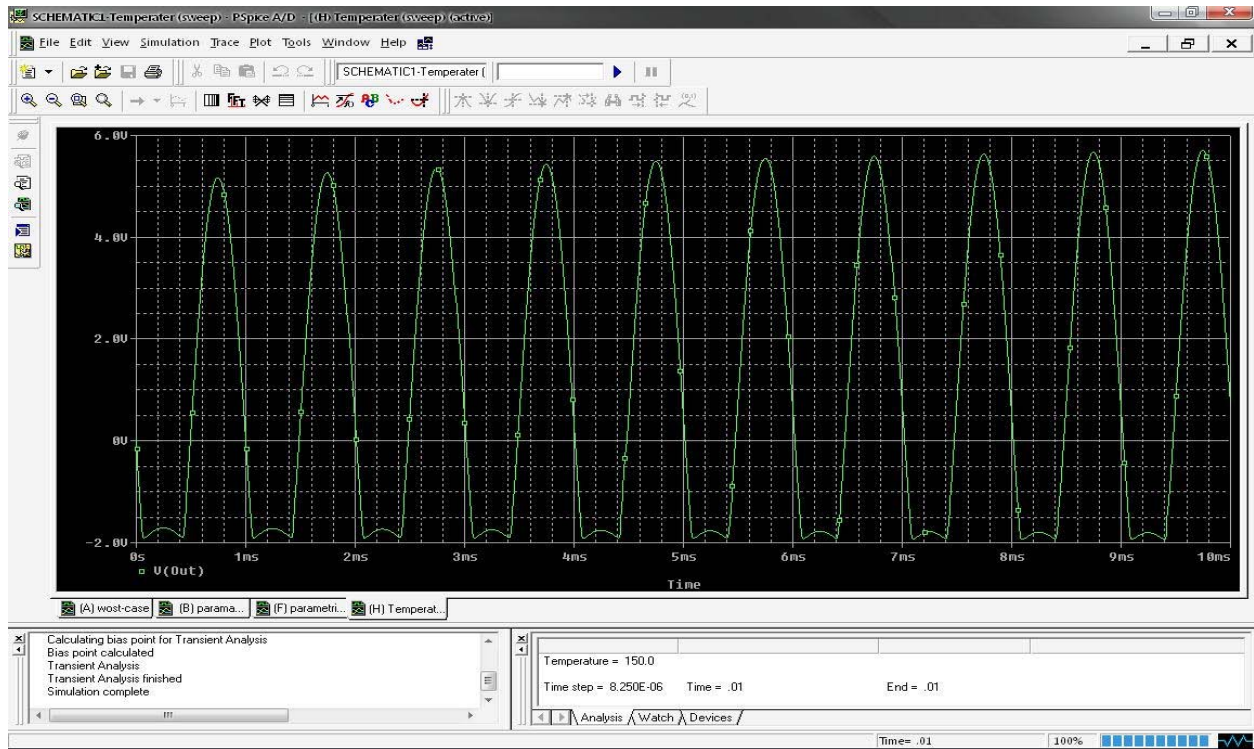 SCHEMATIC1-Temperater (sweep) - PSpice A/D - [(H) Temperater (sweep) (active)]
File Edit View Simulation Trace Plot Tools Window Help
SCHEMATIC1-Temperater (
6.0V
4.0V
2.0V
0V
-2.0V
0s 1ms 2ms 3ms 4ms 5ms 6ms 7ms 8ms 9ms 10ms
V(Out)
Time
(A) wost-case (B) parama... (F) parametri... (H) Temperat...
Calculating bias point for Transient Analysis
Bias point calculated
Transient Analysis
Transient Analysis finished
Simulation complete
Temperature = 150.0
Time step = 8.250E-06 Time = .01 End = .01
Analysis Watch Devices
Time= .01 100%